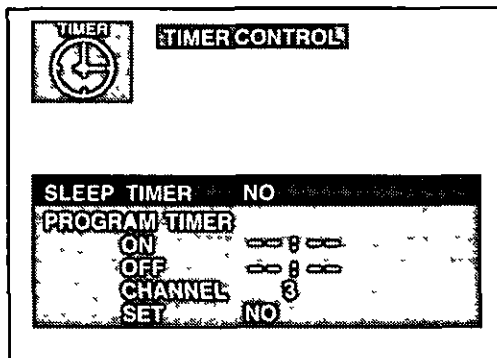 TIMER
TIMER CONTROL
SLEEP TIMER NO
PROGRAM TIMER
ON --:--
OFF --:--
CHANNEL 3
SET NO